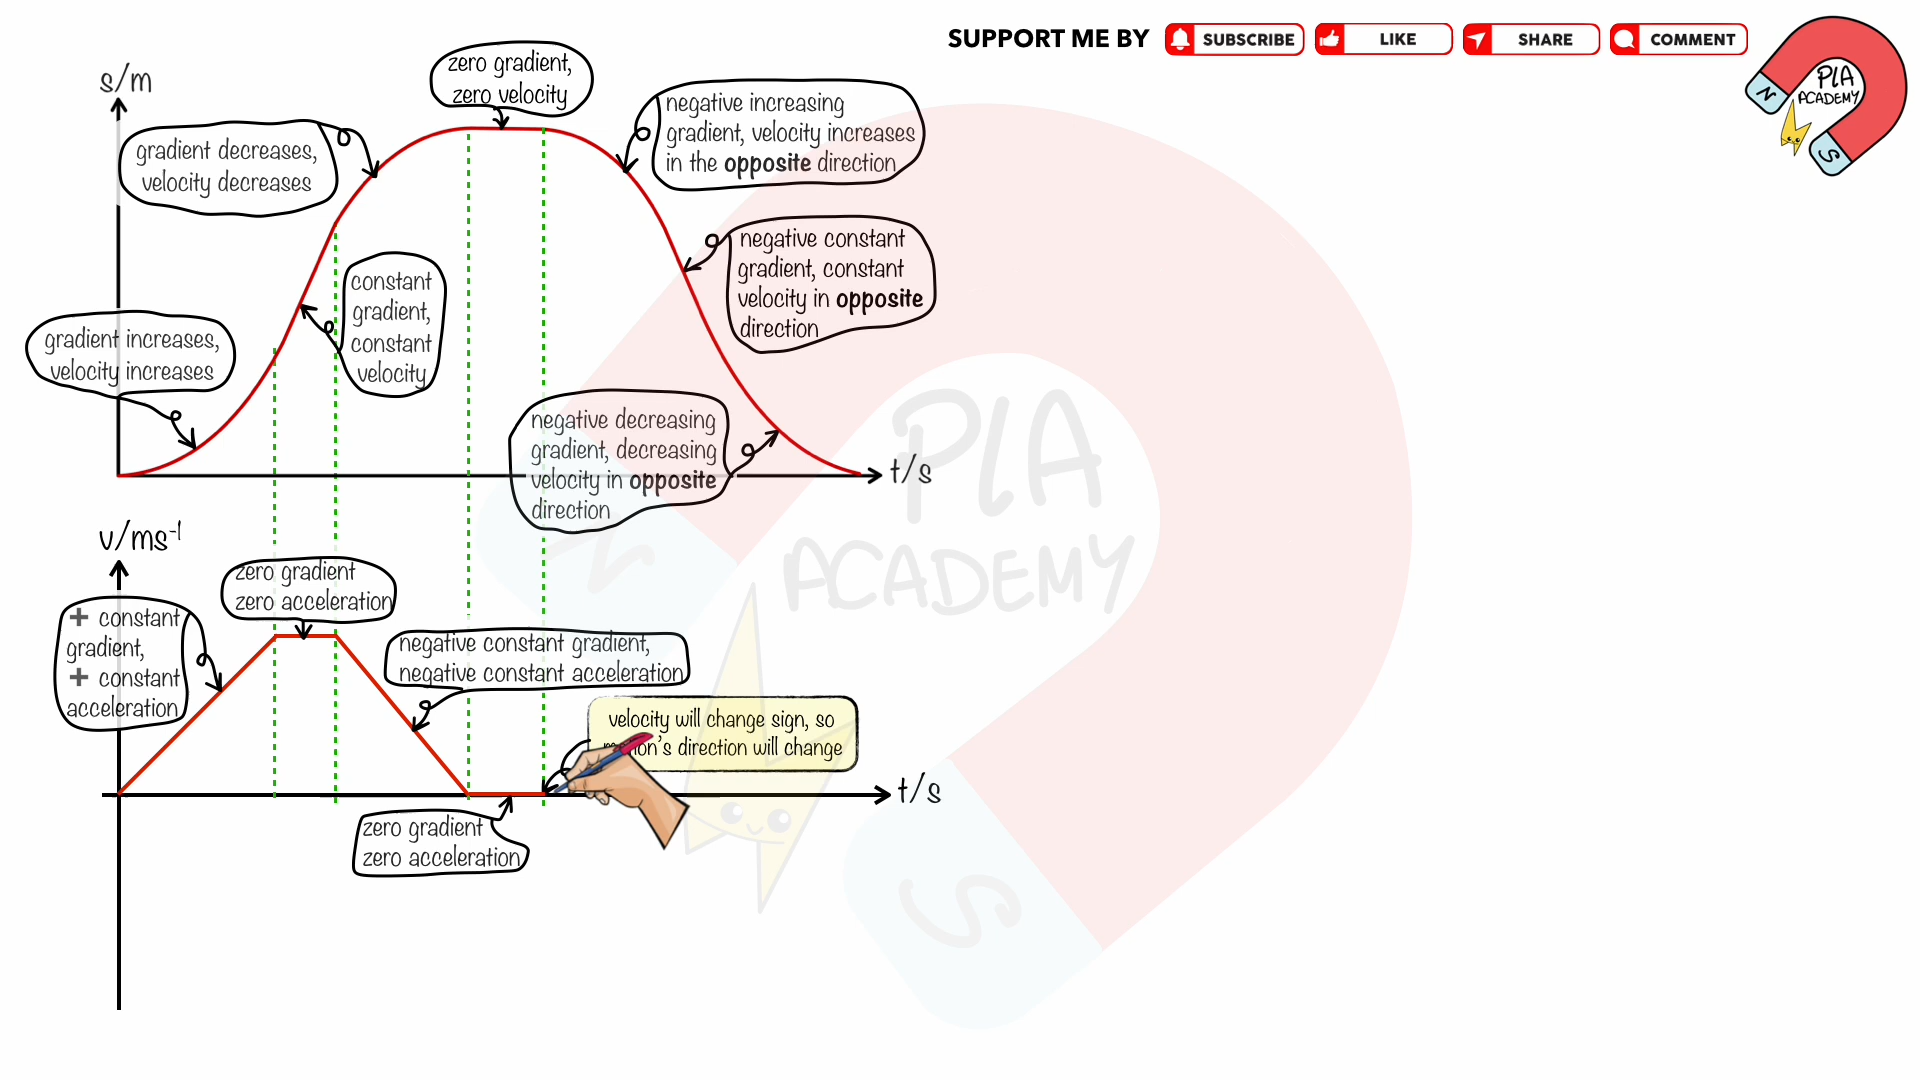 SUPPORT ME BY
SUBSCRIBE
LIKE
SHARE
COMMENT
PLA
ACADEMY
N
S
s/m
zero gradient,
zero velocity
gradient decreases,
velocity decreases
negative increasing
gradient, velocity increases
in the opposite direction
constant
gradient,
constant
velocity
negative constant
gradient, constant
velocity in opposite
direction
gradient increases,
velocity increases
negative decreasing
gradient, decreasing
velocity in opposite
direction
t/s
PLA
ACADEMY
N
S
v/ms⁻¹
zero gradient
zero acceleration
+ constant
gradient,
+ constant
acceleration
negative constant gradient,
negative constant acceleration
velocity will change sign, so
direction will change
t/s
zero gradient
zero acceleration